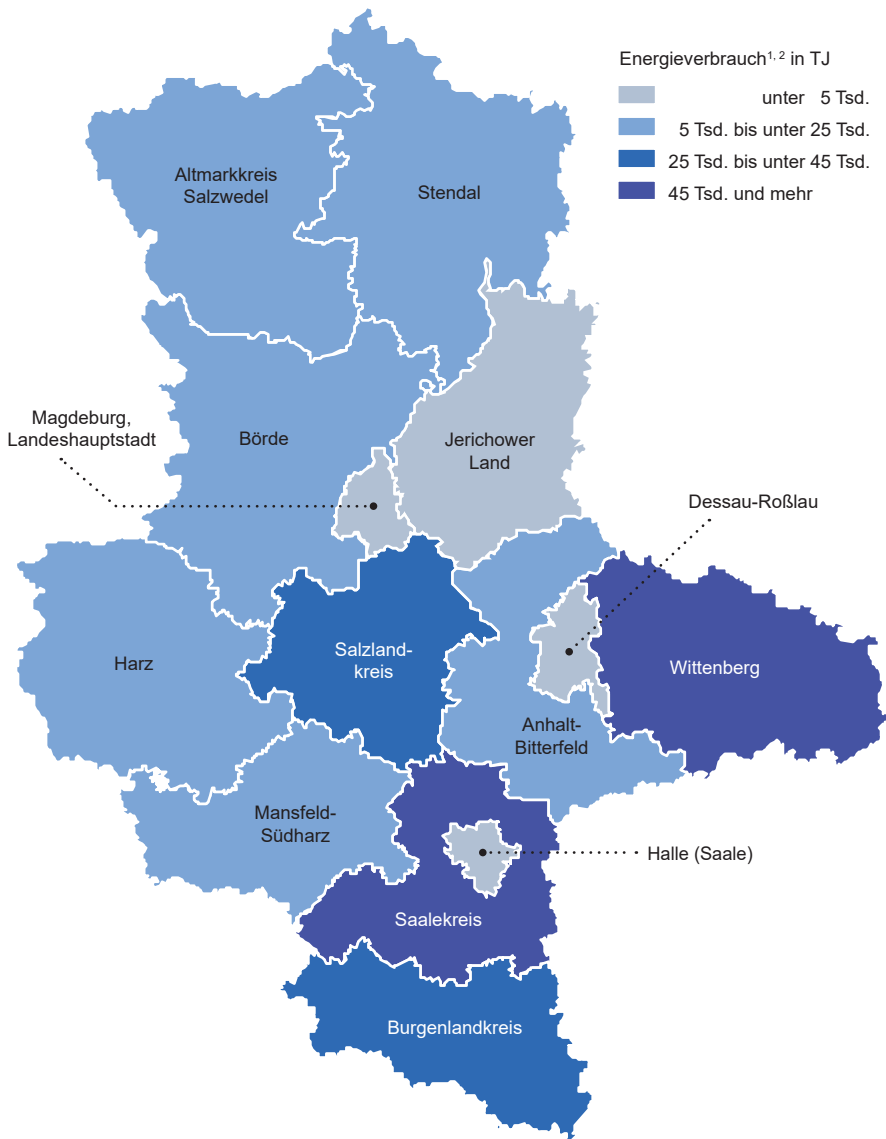 Energieverbrauch¹˒² in TJ
unter 5 Tsd.
5 Tsd. bis unter 25 Tsd.
25 Tsd. bis unter 45 Tsd.
45 Tsd. und mehr
Altmarkkreis
Salzwedel
Stendal
Magdeburg,
Landeshauptstadt
Börde
Jerichower
Land
Dessau-Roßlau
Harz
Salzland-
kreis
Wittenberg
Anhalt-
Bitterfeld
Mansfeld-
Südharz
Halle (Saale)
Saalekreis
Burgenlandkreis